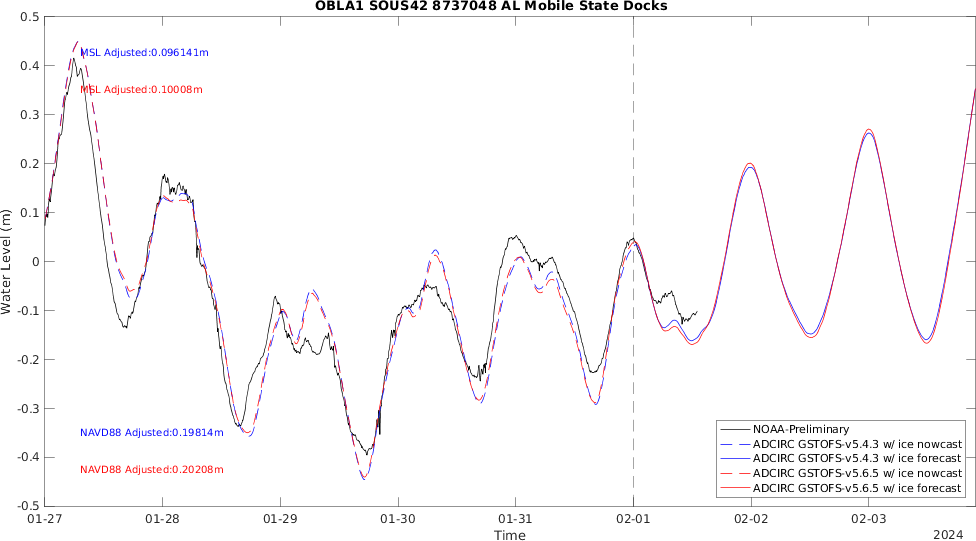 OBLA1 SOUS42 8737048 AL Mobile State Docks
0.5
0.4
0.3
0.2
0.1
0
-0.1
-0.2
-0.3
-0.4
-0.5
Water Level (m)
MSL Adjusted:0.096141m
MSL Adjusted:0.10008m
NAVD88 Adjusted:0.19814m
NAVD88 Adjusted:0.20208m
NOAA-Preliminary
ADCIRC GSTOFS-v5.4.3 w/ ice nowcast
ADCIRC GSTOFS-v5.4.3 w/ ice forecast
ADCIRC GSTOFS-v5.6.5 w/ ice nowcast
ADCIRC GSTOFS-v5.6.5 w/ ice forecast
01-27 01-28 01-29 01-30 01-31 02-01 02-02 02-03
Time
2024